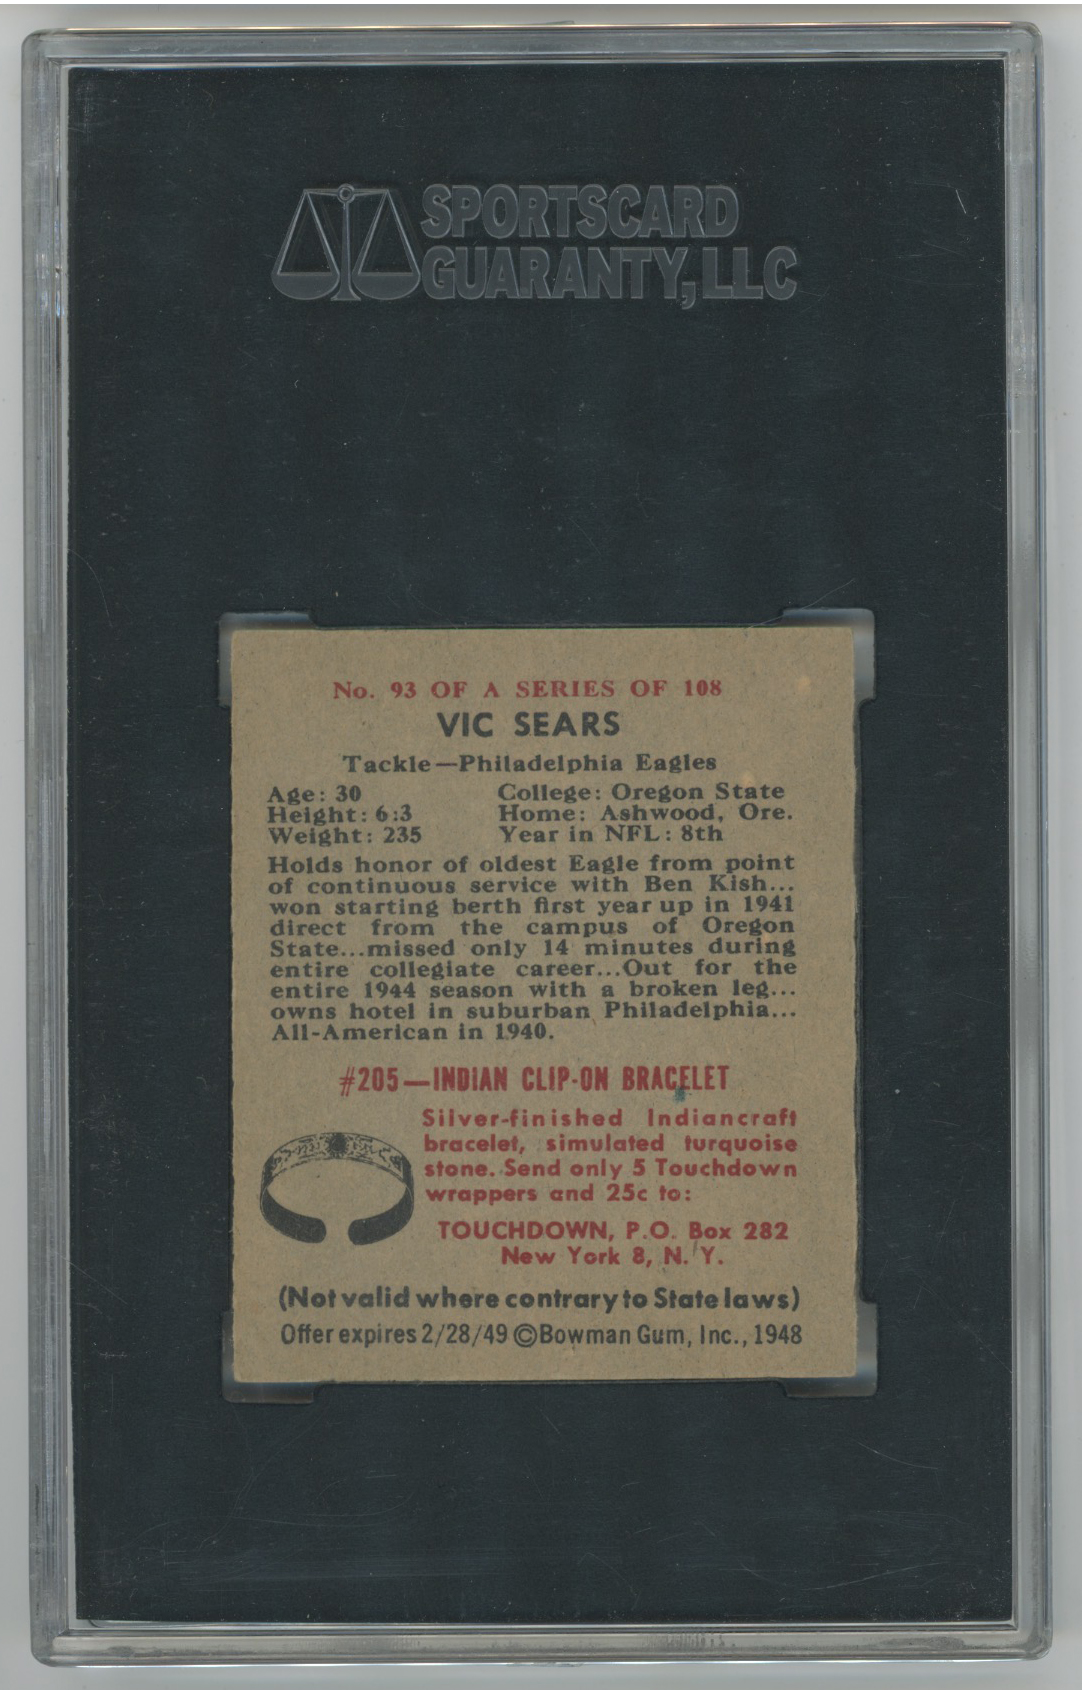 SPORTSCARD
GUARANTY, LLC
No. 93 OF A SERIES OF 108
VIC SEARS
Tackle—Philadelphia Eagles
Age: 30
Height: 6:3
Weight: 235
College: Oregon State
Home: Ashwood, Ore.
Year in NFL: 8th
Holds honor of oldest Eagle from point
of continuous service with Ben Kish...
won starting berth first year up in 1941
direct from the campus of Oregon
State...missed only 14 minutes during
entire collegiate career...Out for the
entire 1944 season with a broken leg...
owns hotel in suburban Philadelphia...
All-American in 1940.
#205—INDIAN CLIP-ON BRACELET
Silver-finished Indiancraft
bracelet, simulated turquoise
stone. Send only 5 Touchdown
wrappers and 25c to:
TOUCHDOWN, P.O. Box 282
New York 8, N. Y.
(Not valid where contrary to State laws)
Offer expires 2/28/49 ©Bowman Gum, Inc., 1948